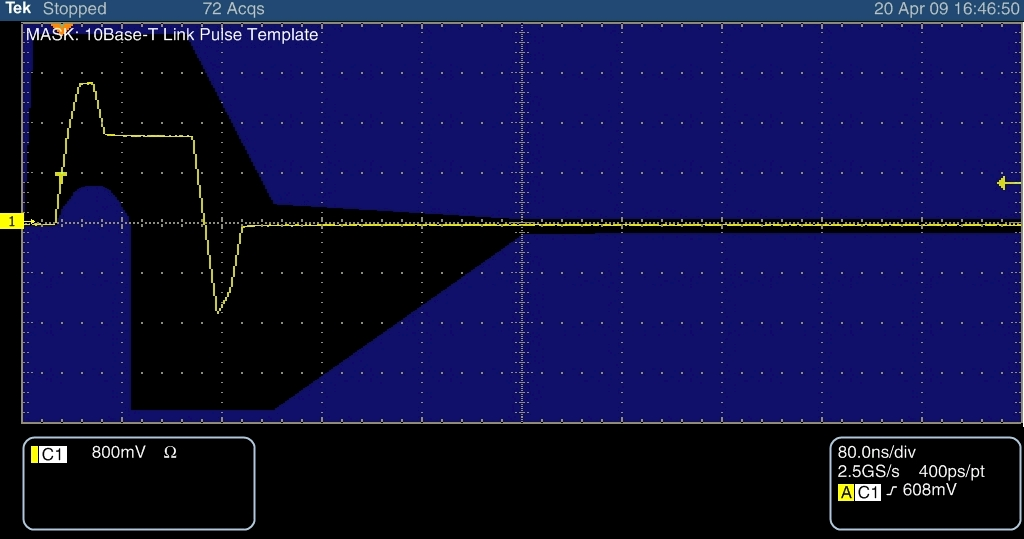 Tek Stopped 72 Acqs 20 Apr 09 16:46:50
MASK: 10Base-T Link Pulse Template
1
C1 800mV Ω
80.0ns/div
2.5GS/s 400ps/pt
A C1 608mV